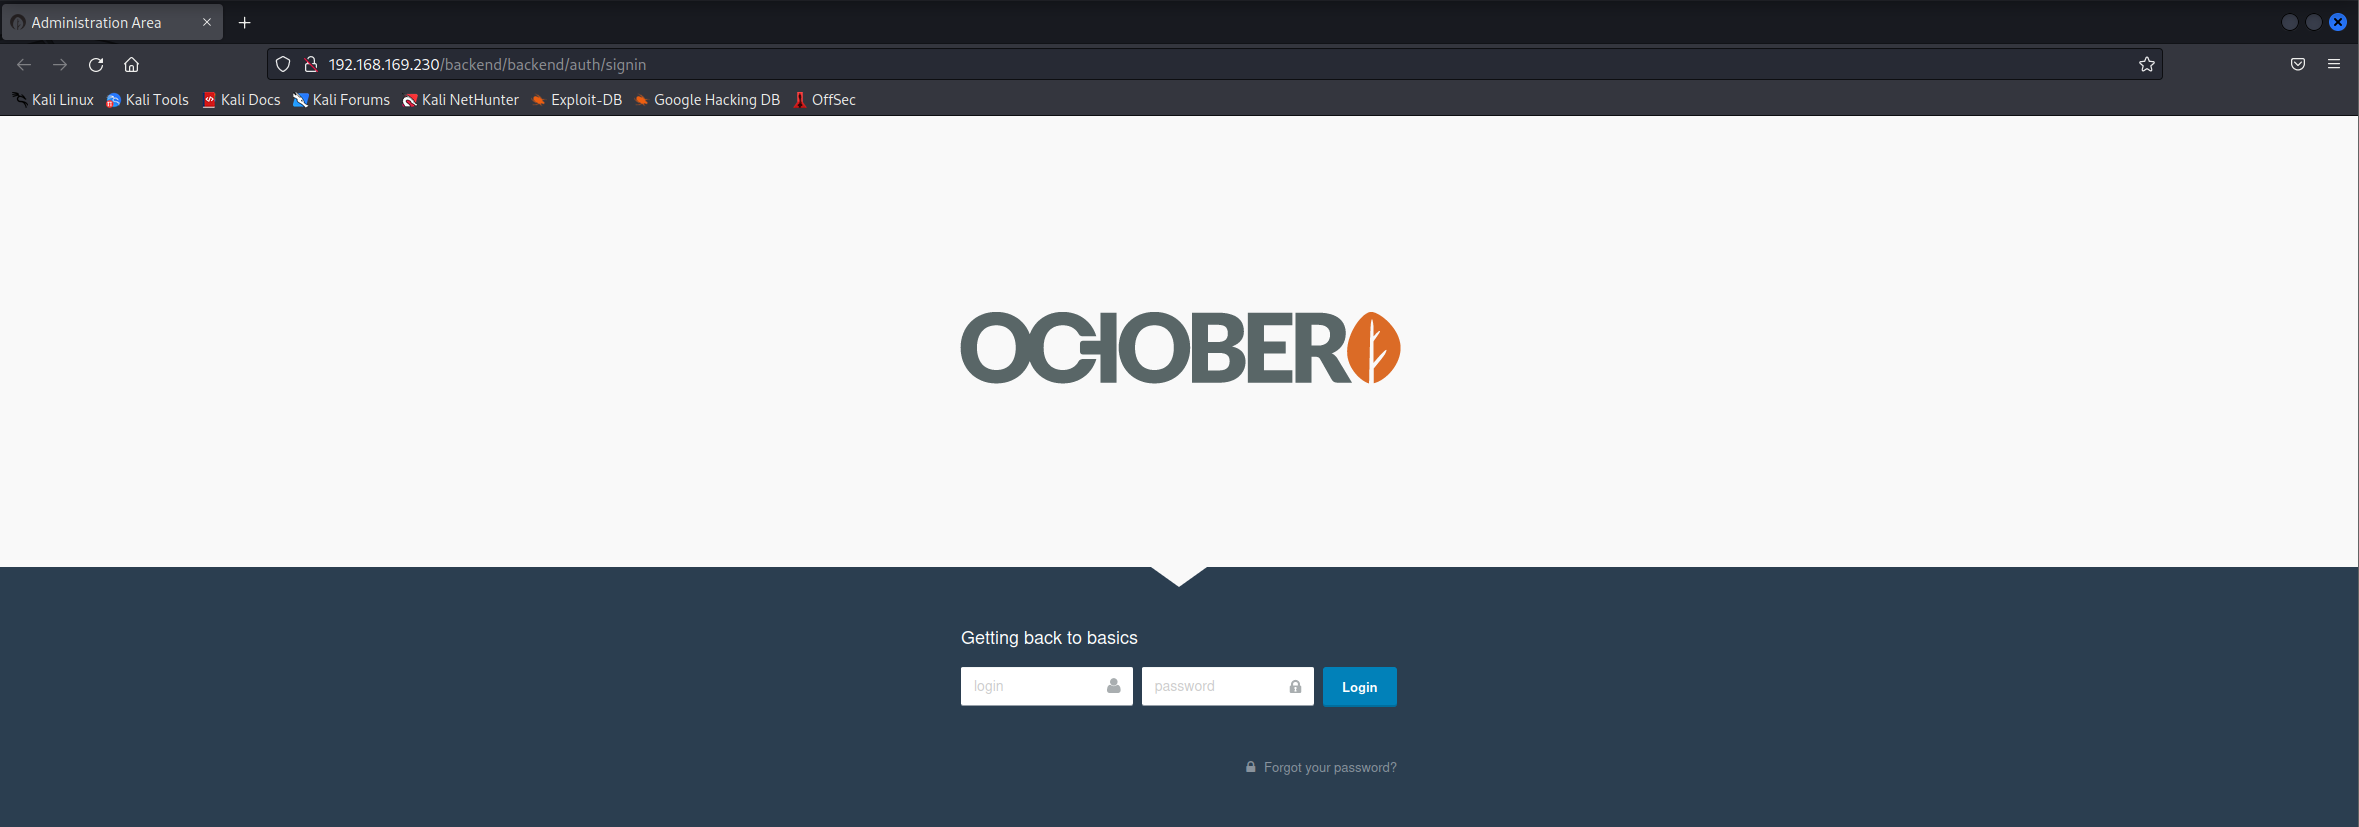 Administration Area
192.168.169.230/backend/backend/auth/signin
Kali Linux Kali Tools Kali Docs Kali Forums Kali NetHunter Exploit-DB Google Hacking DB OffSec
OCTOBER
Getting back to basics
login password Login
Forgot your password?